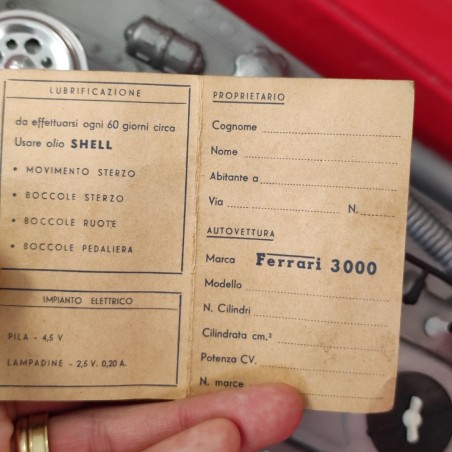 LUBRIFICAZIONE
da effettuarsi ogni 60 giorni circa
Usare olio SHELL
• MOVIMENTO STERZO
• BOCCOLE STERZO
• BOCCOLE RUOTE
• BOCCOLE PEDALIERA
IMPIANTO ELETTRICO
PILA - 4,5 V
LAMPADINE - 2,5 V. 0,20 A.
PROPRIETARIO
Cognome
Nome
Abitante a
Via N.
AUTOVETTURA
Marca Ferrari 3000
Modello
N. Cilindri
Cilindrata cm.³
Potenza CV.
N. marce